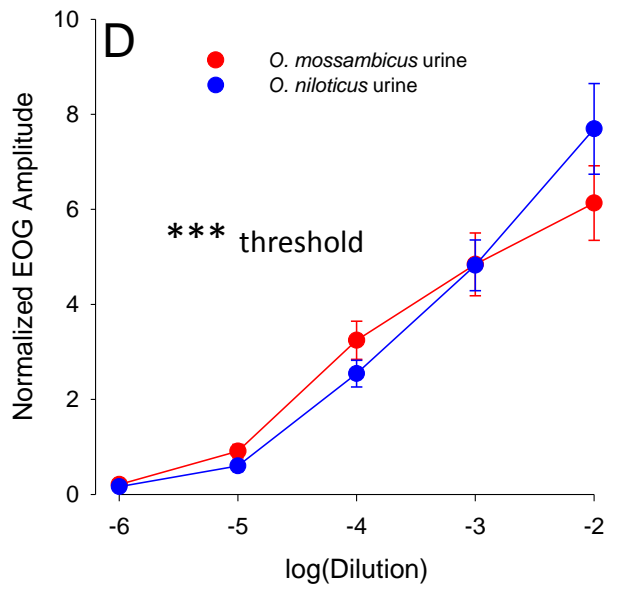 D
O. mossambicus urine
O. niloticus urine
*** threshold
Normalized EOG Amplitude
10
8
6
4
2
0
-6 -5 -4 -3 -2
log(Dilution)